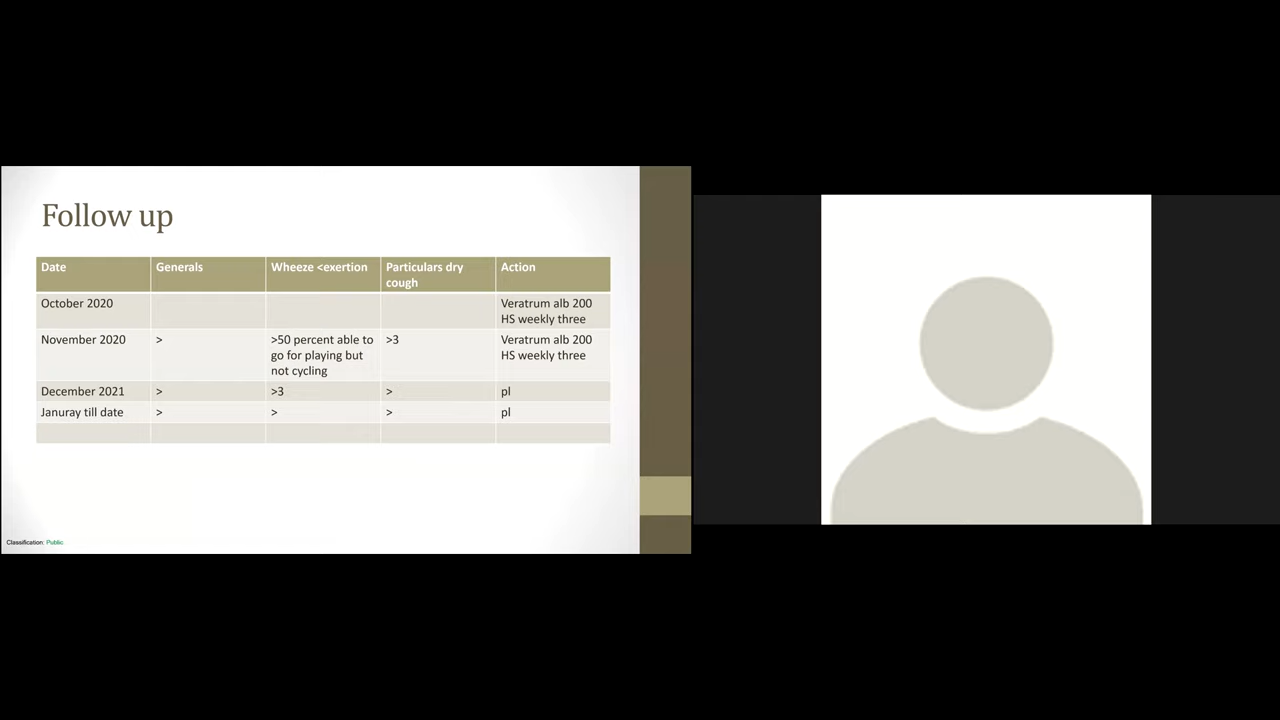 Follow up
Date Generals Wheeze <exertion Particulars dry
cough Action
October 2020 Veratrum alb 200
HS weekly three
November 2020 > >50 percent able to
go for playing but
not cycling >3 Veratrum alb 200
HS weekly three
December 2021 > >3 > pl
Januray till date > > > pl
Classification: Public